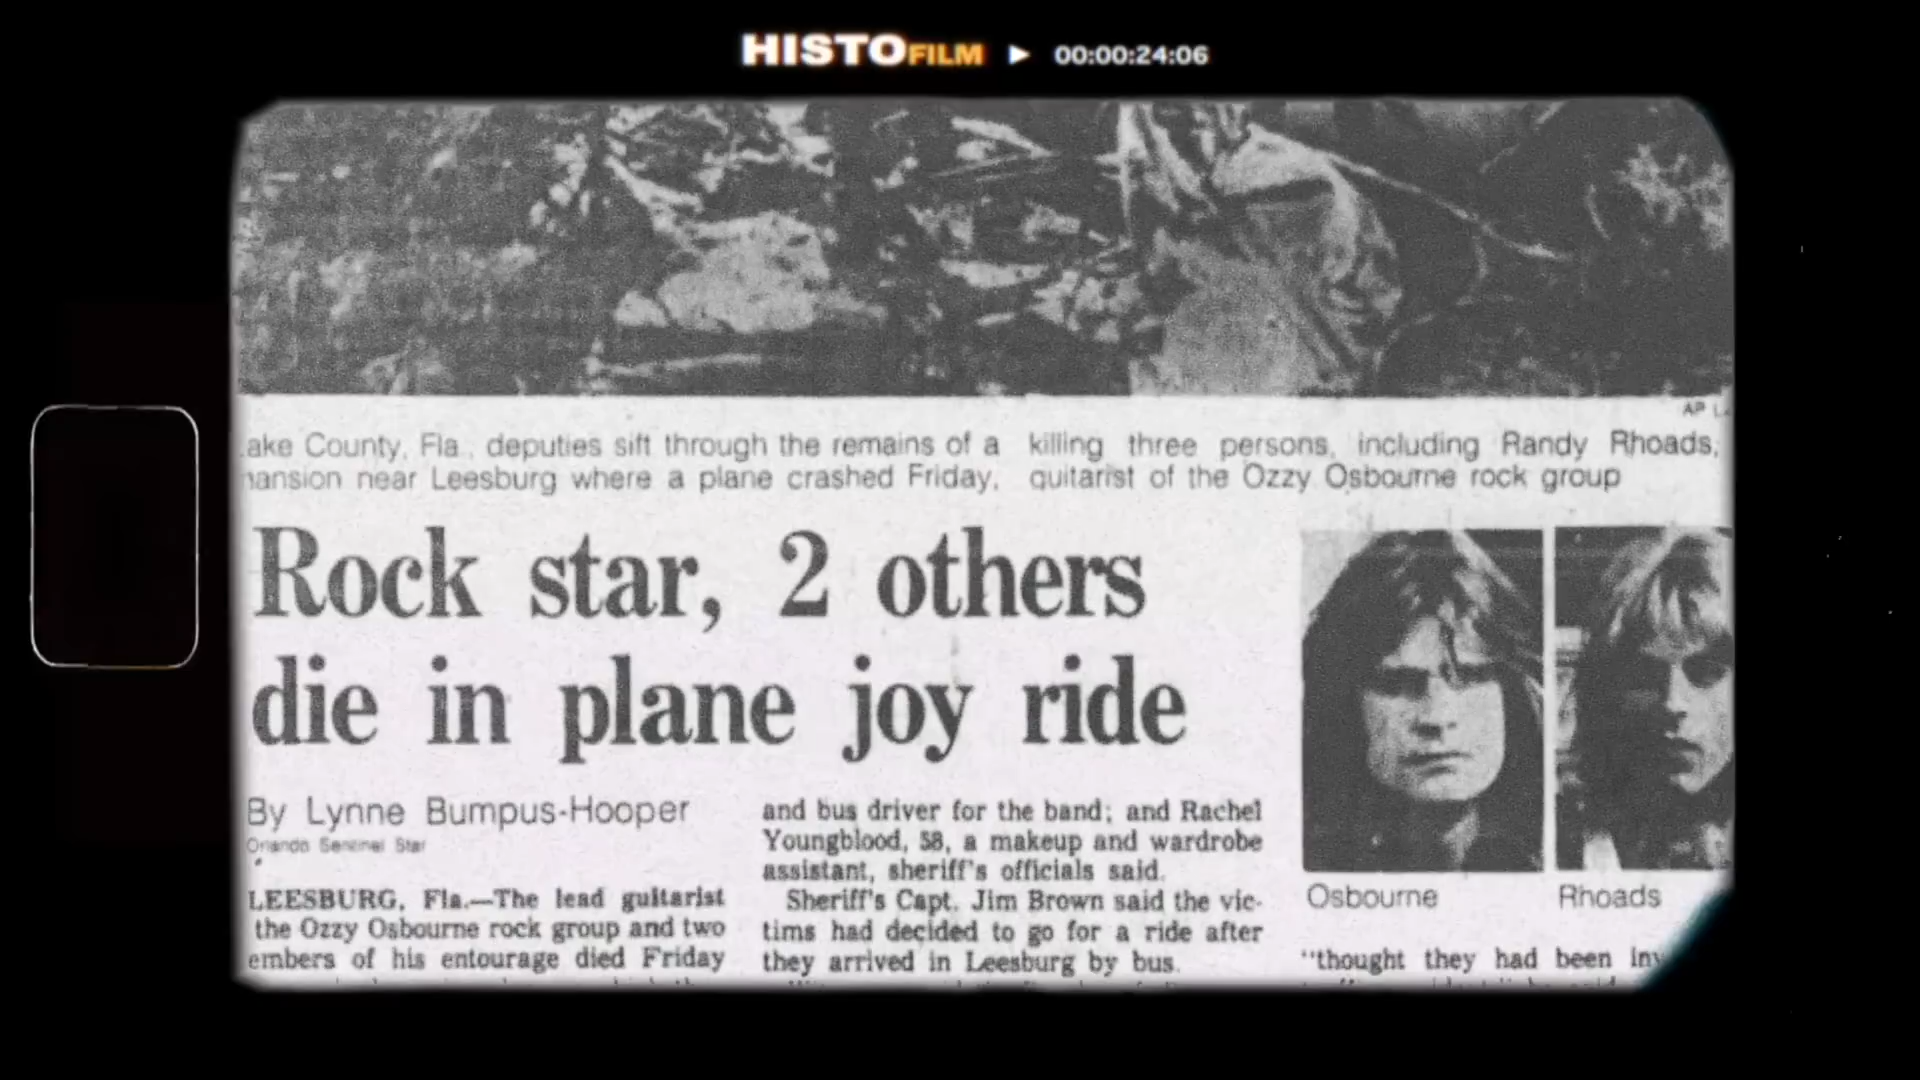 HISTOFILM ▶ 00:00:24:06
AP
ake County, Fla., deputies sift through the remains of a
mansion near Leesburg where a plane crashed Friday,
killing three persons, including Randy Rhoads,
guitarist of the Ozzy Osbourne rock group
Rock star, 2 others
die in plane joy ride
By Lynne Bumpus-Hooper
Orlando Sentinel Star
LEESBURG, Fla.—The lead guitarist
the Ozzy Osbourne rock group and two
embers of his entourage died Friday
and bus driver for the band; and Rachel
Youngblood, 58, a makeup and wardrobe
assistant, sheriff's officials said.
Sheriff's Capt. Jim Brown said the vic-
tims had decided to go for a ride after
they arrived in Leesburg by bus.
Osbourne
Rhoads
"thought they had been inv